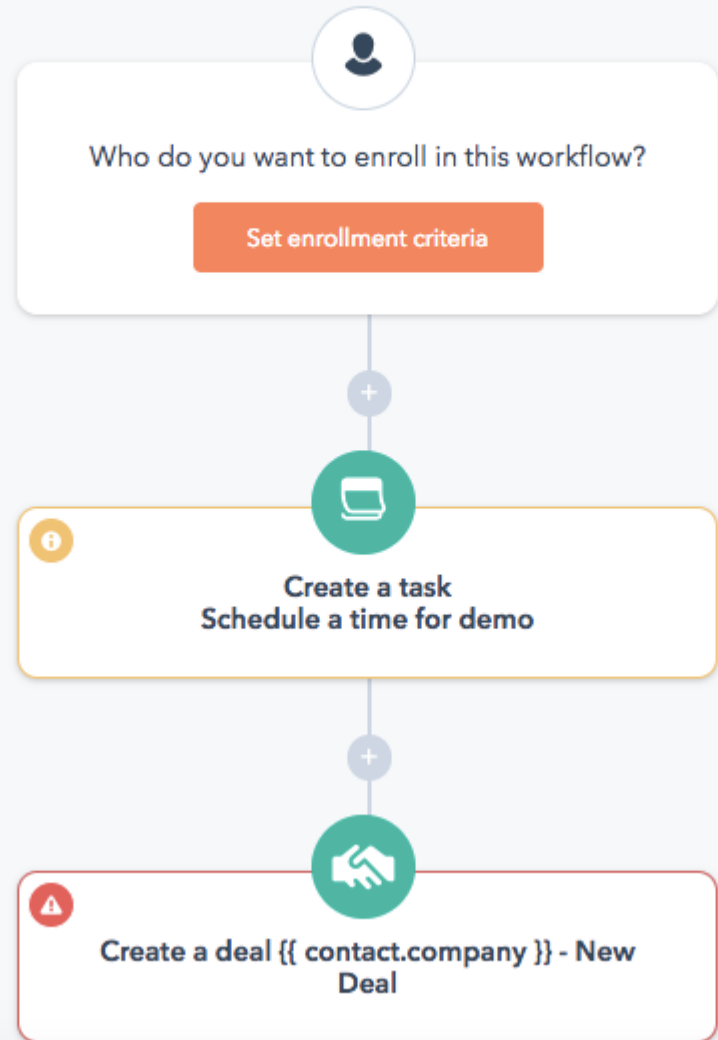 Who do you want to enroll in this workflow?
Set enrollment criteria
Create a task
Schedule a time for demo
Create a deal {{ contact.company }} - New
Deal